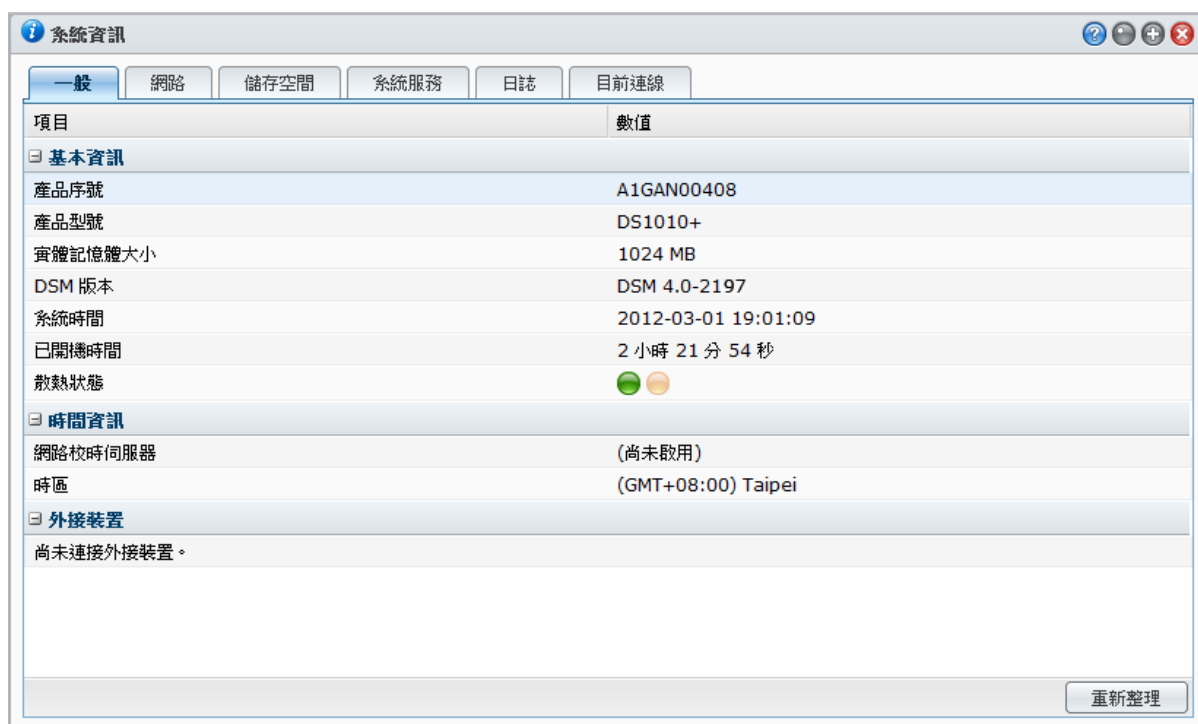 系統資訊
一般 網路 儲存空間 系統服務 日誌 目前連線
項目 數值
基本資訊
產品序號 A1GAN00408
產品型號 DS1010+
實體記憶體大小 1024 MB
DSM 版本 DSM 4.0-2197
系統時間 2012-03-01 19:01:09
已開機時間 2 小時 21 分 54 秒
散熱狀態
時間資訊
網路校時伺服器 (尚未啟用)
時區 (GMT+08:00) Taipei
外接裝置
尚未連接外接裝置。
重新整理